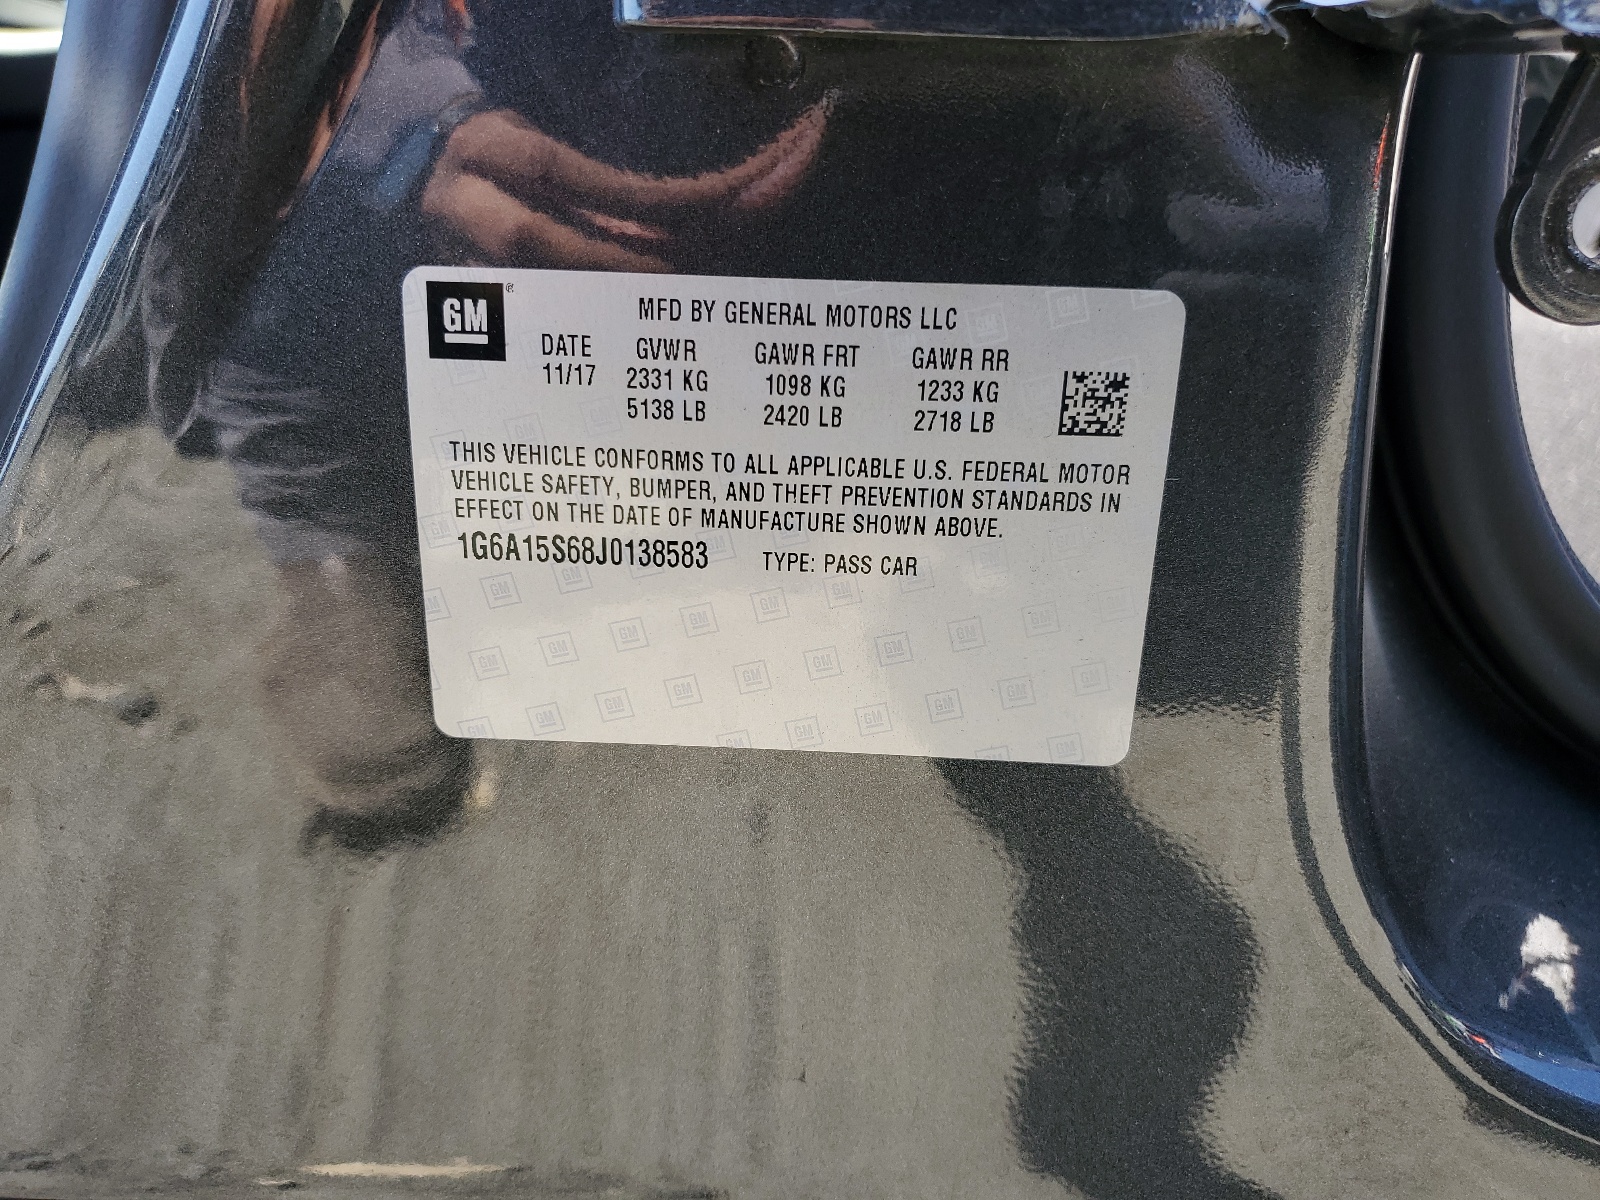 GM®
MFD BY GENERAL MOTORS LLC
DATE GVWR GAWR FRT GAWR RR
11/17 2331 KG 1098 KG 1233 KG
5138 LB 2420 LB 2718 LB
THIS VEHICLE CONFORMS TO ALL APPLICABLE U.S. FEDERAL MOTOR
VEHICLE SAFETY, BUMPER, AND THEFT PREVENTION STANDARDS IN
EFFECT ON THE DATE OF MANUFACTURE SHOWN ABOVE.
1G6A15S68J0138583 TYPE: PASS CAR